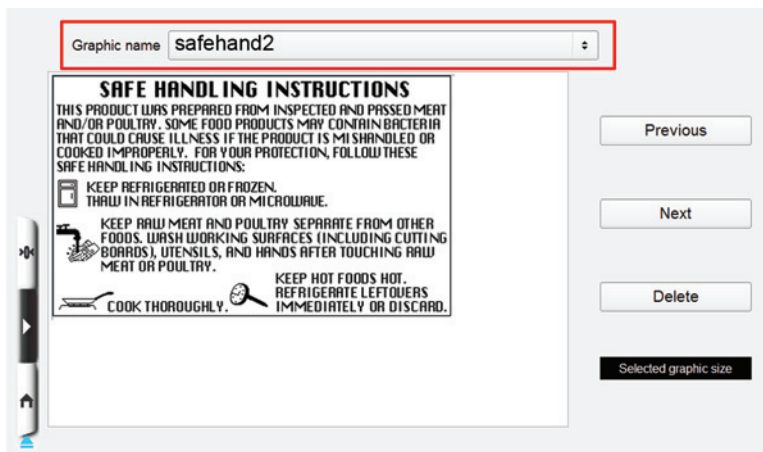 Graphic name safehand2
SAFE HANDLING INSTRUCTIONS
THIS PRODUCT WAS PREPARED FROM INSPECTED AND PASSED MEAT
AND/OR POULTRY. SOME FOOD PRODUCTS MAY CONTAIN BACTERIA
THAT COULD CAUSE ILLNESS IF THE PRODUCT IS MISHANDLED OR
COOKED IMPROPERLY. FOR YOUR PROTECTION, FOLLOW THESE
SAFE HANDLING INSTRUCTIONS:
KEEP REFRIGERATED OR FROZEN.
THAW IN REFRIGERATOR OR MICROWAVE.
KEEP RAW MEAT AND POULTRY SEPARATE FROM OTHER
FOODS. WASH WORKING SURFACES (INCLUDING CUTTING
BOARDS), UTENSILS, AND HANDS AFTER TOUCHING RAW
MEAT OR POULTRY.
COOK THOROUGHLY.
KEEP HOT FOODS HOT.
REFRIGERATE LEFTOVERS
IMMEDIATELY OR DISCARD.
Previous
Next
Delete
Selected graphic size
>0<